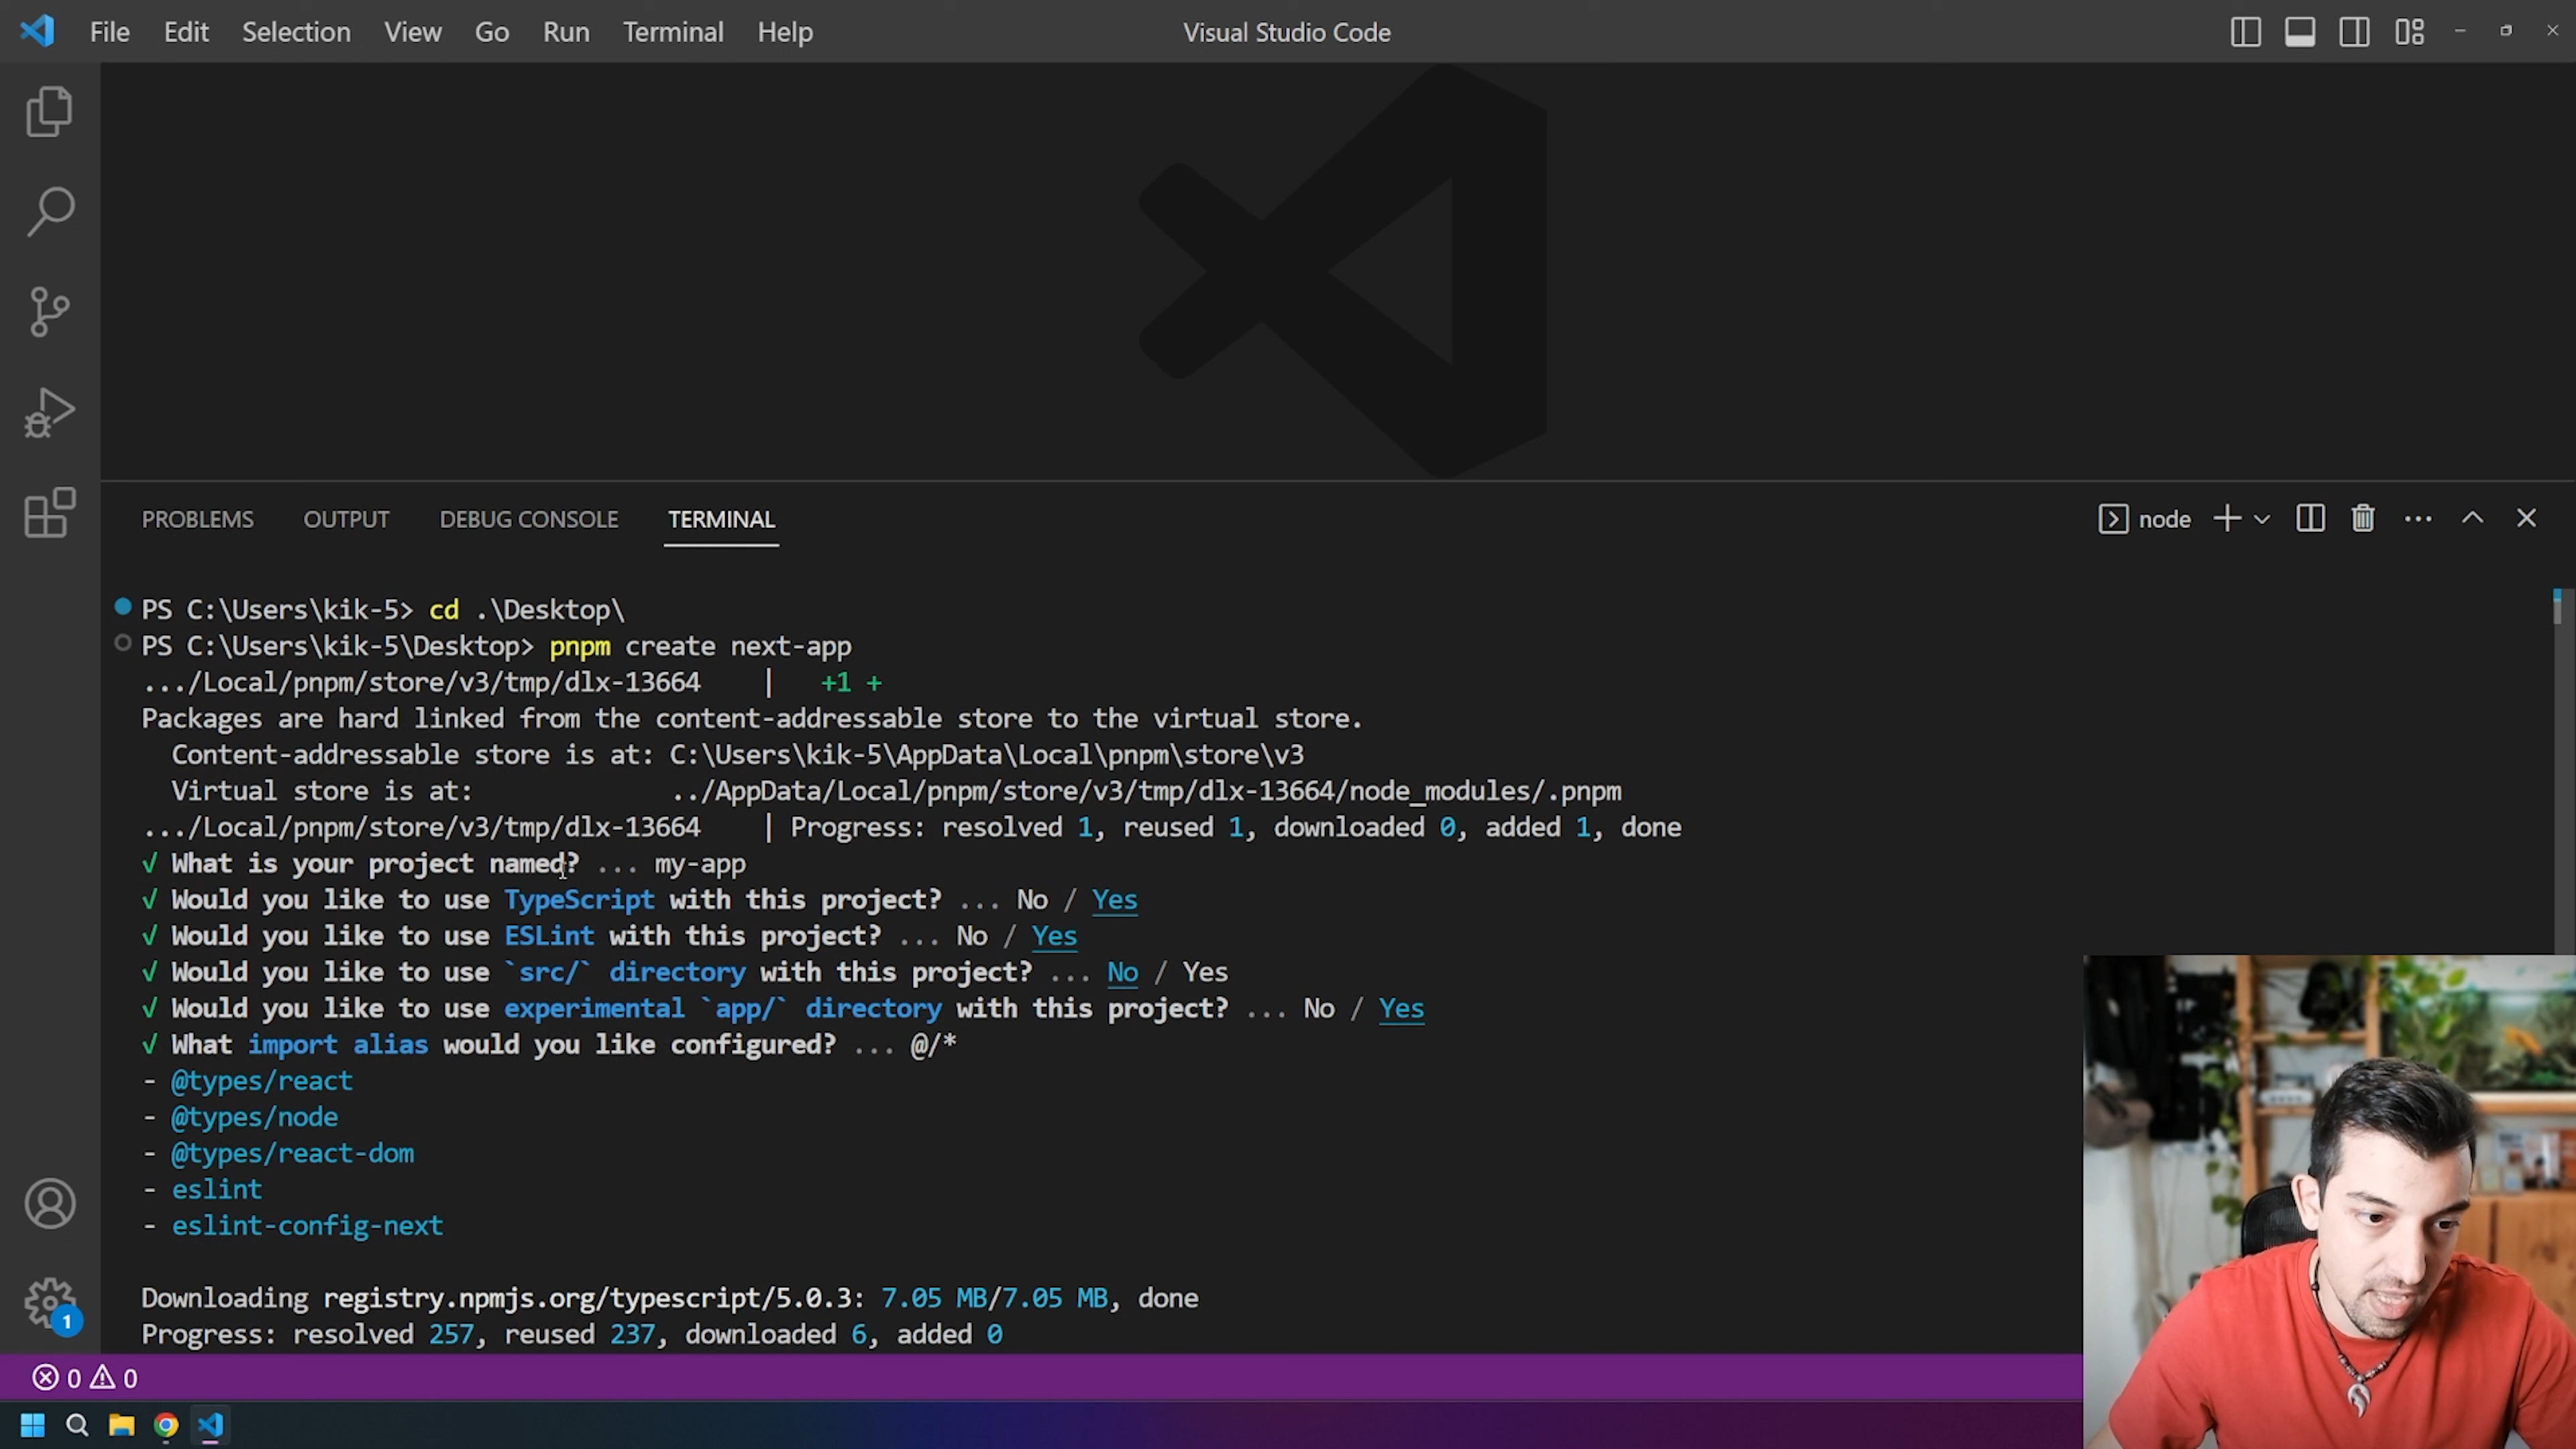 File Edit Selection View Go Run Terminal Help Visual Studio Code
PROBLEMS OUTPUT DEBUG CONSOLE TERMINAL node
PS C:\Users\kik-5> cd .\Desktop\
PS C:\Users\kik-5\Desktop> pnpm create next-app
.../Local/pnpm/store/v3/tmp/dlx-13664 | +1 +
Packages are hard linked from the content-addressable store to the virtual store.
Content-addressable store is at: C:\Users\kik-5\AppData\Local\pnpm\store\v3
Virtual store is at: ../AppData/Local/pnpm/store/v3/tmp/dlx-13664/node_modules/.pnpm
.../Local/pnpm/store/v3/tmp/dlx-13664 | Progress: resolved 1, reused 1, downloaded 0, added 1, done
√ What is your project named? ... my-app
√ Would you like to use TypeScript with this project? ... No / Yes
√ Would you like to use ESLint with this project? ... No / Yes
√ Would you like to use `src/` directory with this project? ... No / Yes
√ Would you like to use experimental `app/` directory with this project? ... No / Yes
√ What import alias would you like configured? ... @/*
- @types/react
- @types/node
- @types/react-dom
- eslint
- eslint-config-next
Downloading registry.npmjs.org/typescript/5.0.3: 7.05 MB/7.05 MB, done
Progress: resolved 257, reused 237, downloaded 6, added 0
1
0 0